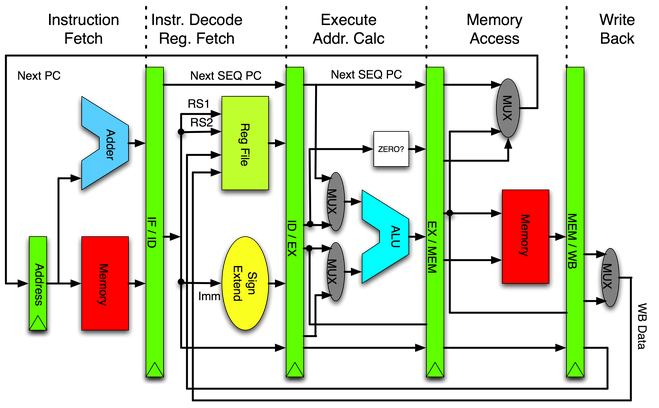 Instruction
Fetch
Instr. Decode
Reg. Fetch
Execute
Addr. Calc
Memory
Access
Write
Back
Next PC
Next SEQ PC
Next SEQ PC
RS1
RS2
Reg File
MUX
Adder
ZERO?
MUX
IF / ID
ID / EX
ALU
EX / MEM
Memory
MEM / WB
Address
Memory
Sign
Extend
MUX
MUX
Imm
WB Data